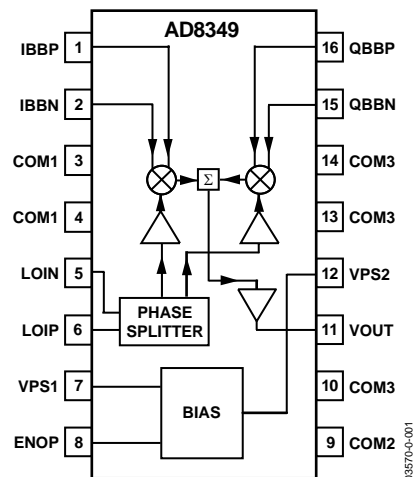 AD8349
IBBP 1
IBBN 2
COM1 3
COM1 4
LOIN 5
LOIP 6
VPS1 7
ENOP 8
Σ
PHASE
SPLITTER
BIAS
16 QBBP
15 QBBN
14 COM3
13 COM3
12 VPS2
11 VOUT
10 COM3
9 COM2
03570-0-001